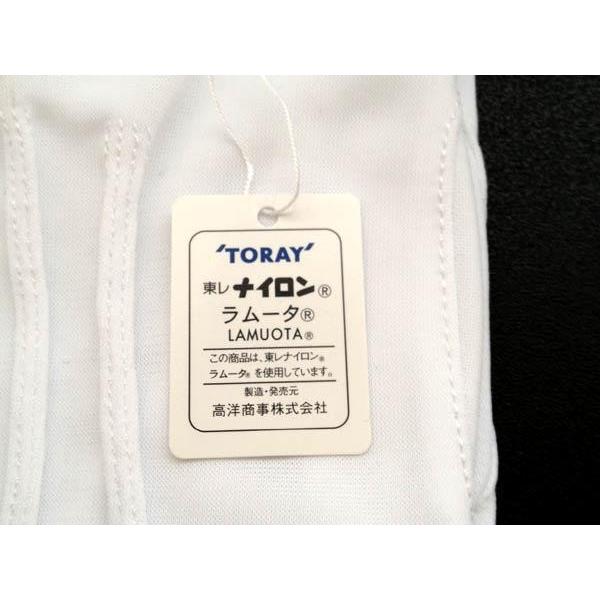 'TORAY'
東レ ナイロン®
ラムータ®
LAMUOTA®
この商品は、東レナイロン®
ラムータ® を使用しています。
製造・発売元
高洋商事株式会社